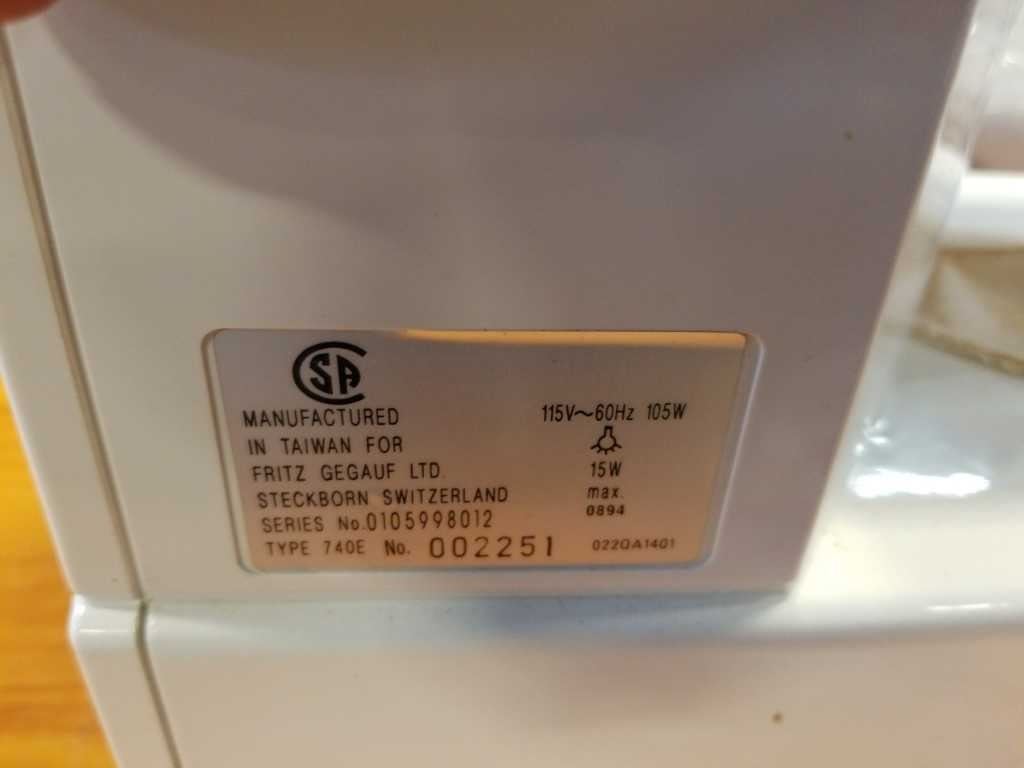 CSA
MANUFACTURED
IN TAIWAN FOR
FRITZ GEGAUF LTD.
STECKBORN SWITZERLAND
SERIES No.0105998012
TYPE 740E No. 002251
115V~60Hz 105W
15W
max.
0894
022QA1401